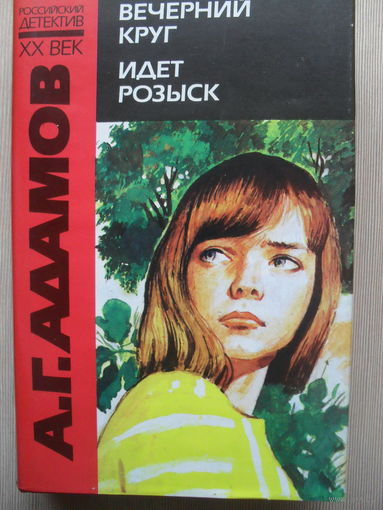 РОССИЙСКИЙ
ДЕТЕКТИВ
XX ВЕК
ВЕЧЕРНИЙ
КРУГ
ИДЕТ
РОЗЫСК
А.Г.АДАМОВ